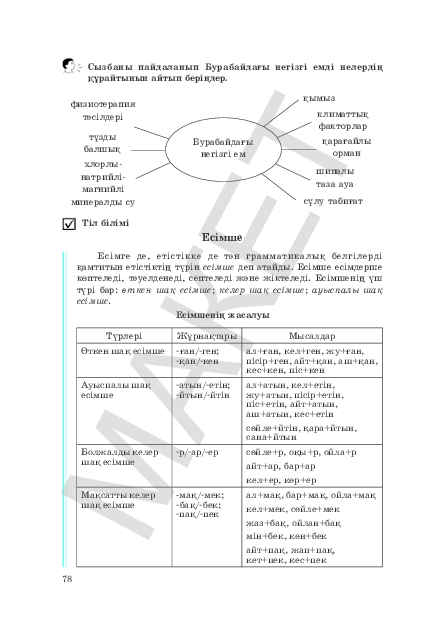 Сызбаны пайдаланып Бурабайдағы негізгі емді нелердің
құрайтынын айтып беріңдер.
физиотерапия
тәсілдері
тұзды
балшық
хлорлы-
натрийлі-
магнийлі
минералды су
Бурабайдағы
негізгі ем
қымыз
климаттық
факторлар
қарағайлы
орман
шипалы
таза ауа
сұлу табиғат
Тіл білімі
Есімше
Есімге де, етістікке де тән грамматикалық белгілерді
қамтитын етістіктің түрін есімше деп атайды. Есімше есімдерше
көптеледі, тәуелденеді, септеледі және жіктеледі. Есімшенің үш
түрі бар: өткен шақ есімше; келер шақ есімше; ауыспалы шақ
есімше.
Есімшенің жасалуы
Түрлері Жұрнақтары Мысалдар
Өткен шақ есімше
-ған/-ген;
-қан/-кен
ал+ған, кел+ген, жу+ған,
пісір+ген, айт+қан, аш+қан,
кес+кен, піс+кен
Ауыспалы шақ
есімше
-атын/-етін;
-йтын/-йтін
ал+атын, кел+етін,
жу+атын, пісір+етін,
піс+етін, айт+атын,
аш+атын, кес+етін
сөйле+йтін, қара+йтын,
сана+йтын
Болжалды келер
шақ есімше
-р/-ар/-ер
сөйле+р, оқы+р, ойла+р
айт+ар, бар+ар
кел+ер, көр+ер
Мақсатты келер
шақ есімше
-мақ/-мек;
-бақ/-бек;
-пақ/-пек
ал+мақ, бар+мақ, ойла+мақ
кел+мек, сөйле+мек
жаз+бақ, ойлан+бақ
мін+бек, көн+бек
айт+пақ, жап+пақ,
кет+пек, кес+пек
78
МАКЕТ